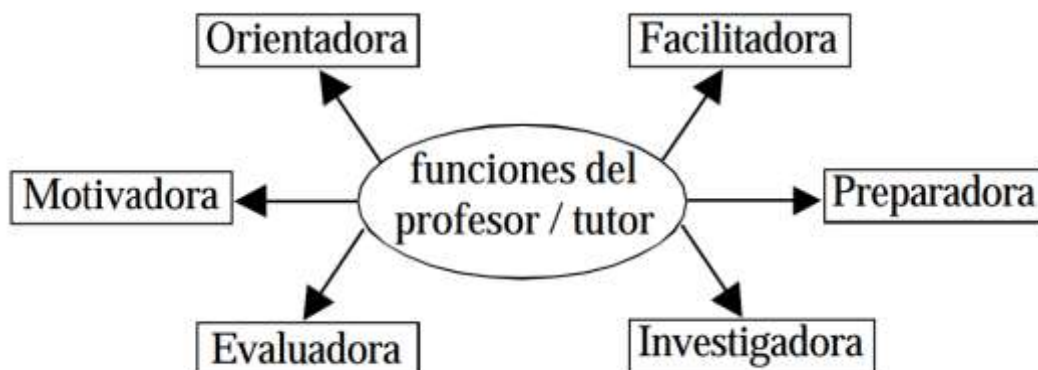 Orientadora
Facilitadora
funciones del
profesor / tutor
Motivadora
Preparadora
Evaluadora
Investigadora